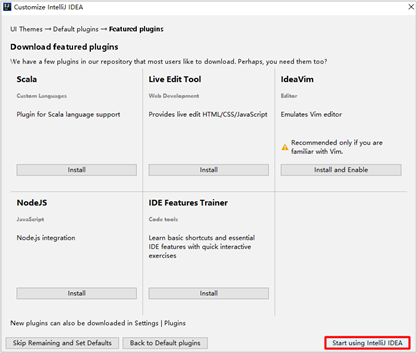 Customize IntelliJ IDEA
UI Themes → Default plugins → Featured plugins
Download featured plugins
We have a few plugins in our repository that most users like to download. Perhaps, you need them too?
Scala
Custom Languages
Plugin for Scala language support
Install
Live Edit Tool
Web Development
Provides live edit HTML/CSS/JavaScript
Install
IdeaVim
Editor
Emulates Vim editor
Recommended only if you are
familiar with Vim.
Install and Enable
NodeJS
JavaScript
Node.js integration
Install
IDE Features Trainer
Code tools
Learn basic shortcuts and essential
IDE features with quick interactive
exercises
Install
New plugins can also be downloaded in Settings | Plugins
Skip Remaining and Set Defaults
Back to Default plugins
Start using IntelliJ IDEA